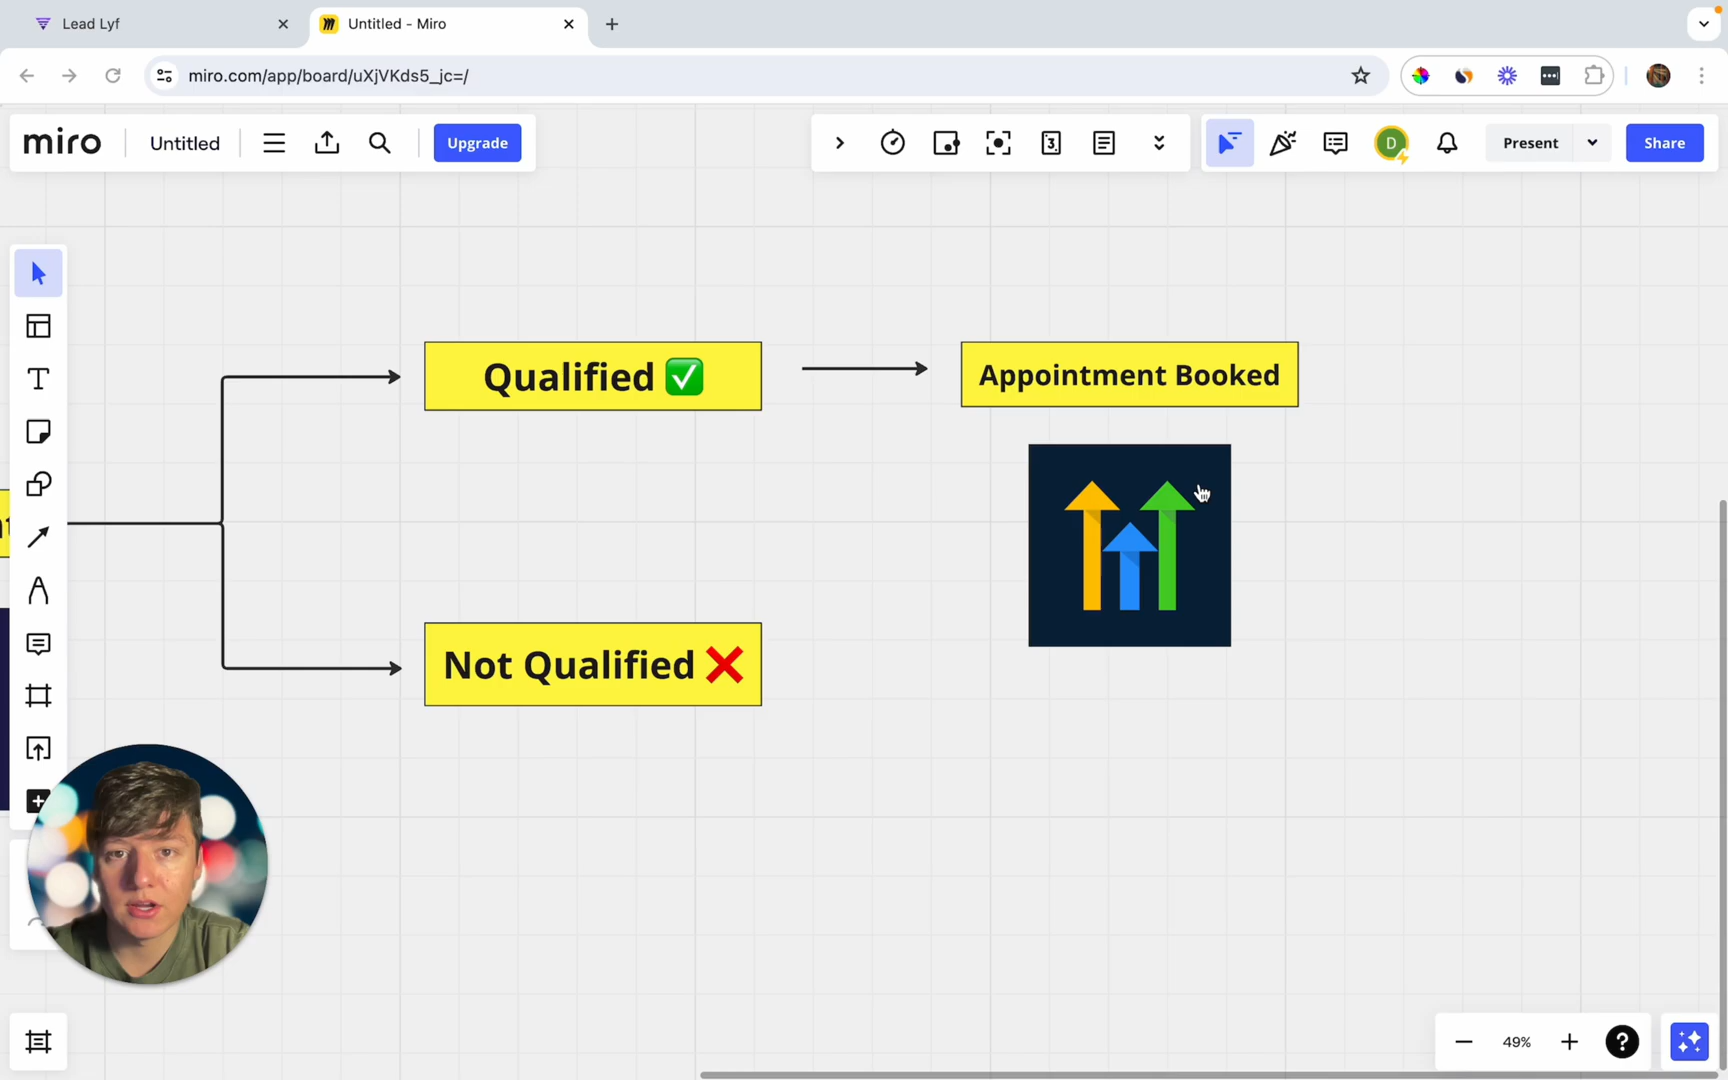 Lead Lyf
Untitled - Miro
miro.com/app/board/uXjVKds5_jc=/
miro
Untitled
Upgrade
3
D
Present
Share
Qualified ✅
Appointment Booked
Not Qualified ❌
49%
?